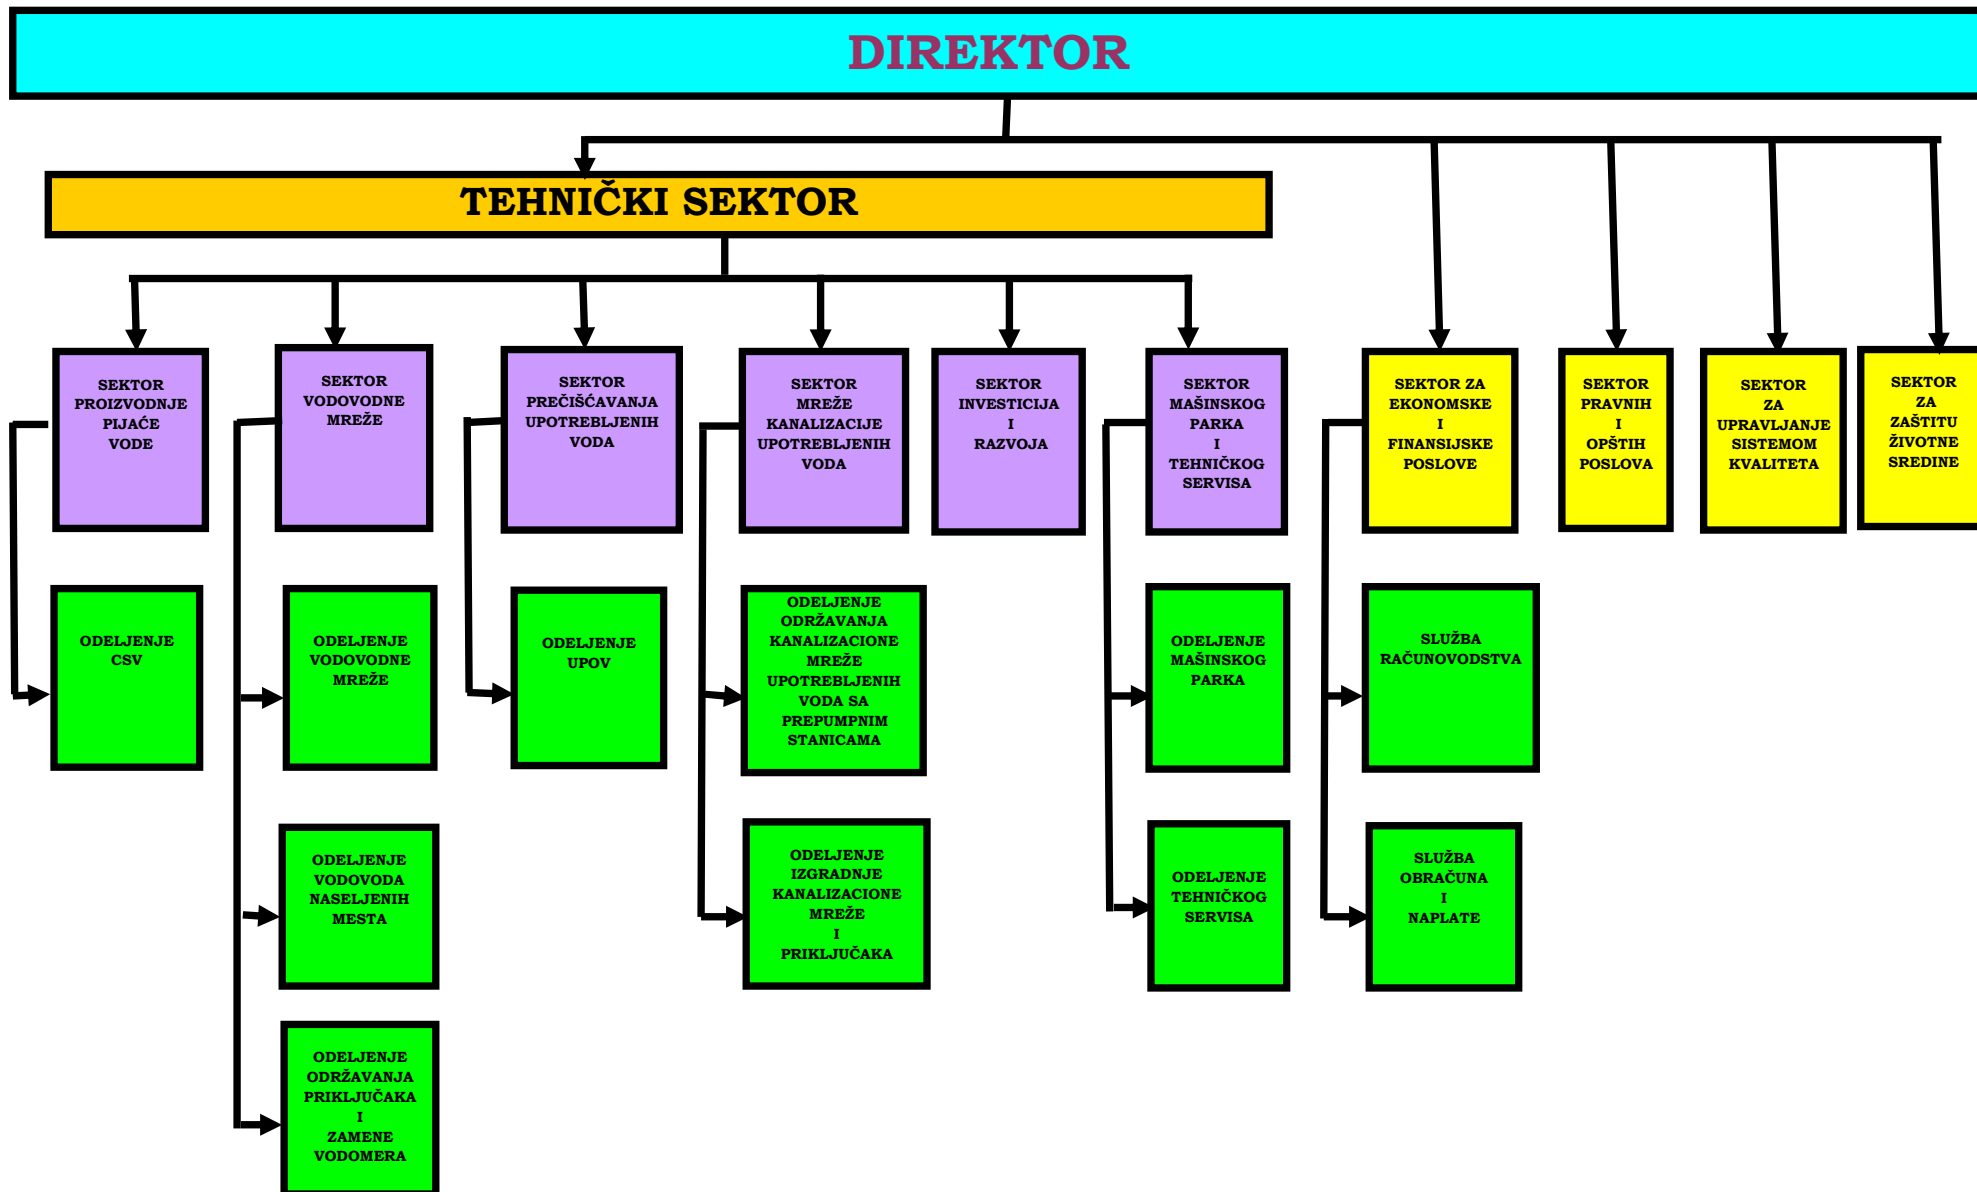 DIREKTOR
TEHNIČKI SEKTOR
SEKTOR
PROIZVODNJE
PIJAĆE
VODE
SEKTOR
VODOVODNE
MREŽE
SEKTOR
PREČIŠĆAVANJA
UPOTREBLJENIH
VODA
SEKTOR
MREŽE
KANALIZACIJE
UPOTREBLJENIH
VODA
SEKTOR
INVESTICIJA
I
RAZVOJA
SEKTOR
MAŠINSKOG
PARKA
I
TEHNIČKOG
SERVISA
SEKTOR ZA
EKONOMSKE
I
FINANSIJSKE
POSLOVE
SEKTOR
PRAVNIH
I
OPŠTIH
POSLOVA
SEKTOR
ZA
UPRAVLJANJE
SISTEMOM
KVALITETA
SEKTOR
ZA
ZAŠTITU
ŽIVOTNE
SREDINE
ODELJENJE
CSV
ODELJENJE
VODOVODNE
MREŽE
ODELJENJE
UPOV
ODELJENJE
ODRŽAVANJA
KANALIZACIONE
MREŽE
UPOTREBLJENIH
VODA SA
PREPUMPNIM
STANICAMA
ODELJENJE
MAŠINSKOG
PARKA
SLUŽBA
RAČUNOVODSTVA
ODELJENJE
VODOVODA
NASELJENIH
MESTA
ODELJENJE
IZGRADNJE
KANALIZACIONE
MREŽE
I
PRIKLJUČAKA
ODELJENJE
TEHNIČKOG
SERVISA
SLUŽBA
OBRAČUNA
I
NAPLATE
ODELJENJE
ODRŽAVANJA
PRIKLJUČAKA
I
ZAMENE
VODOMERA